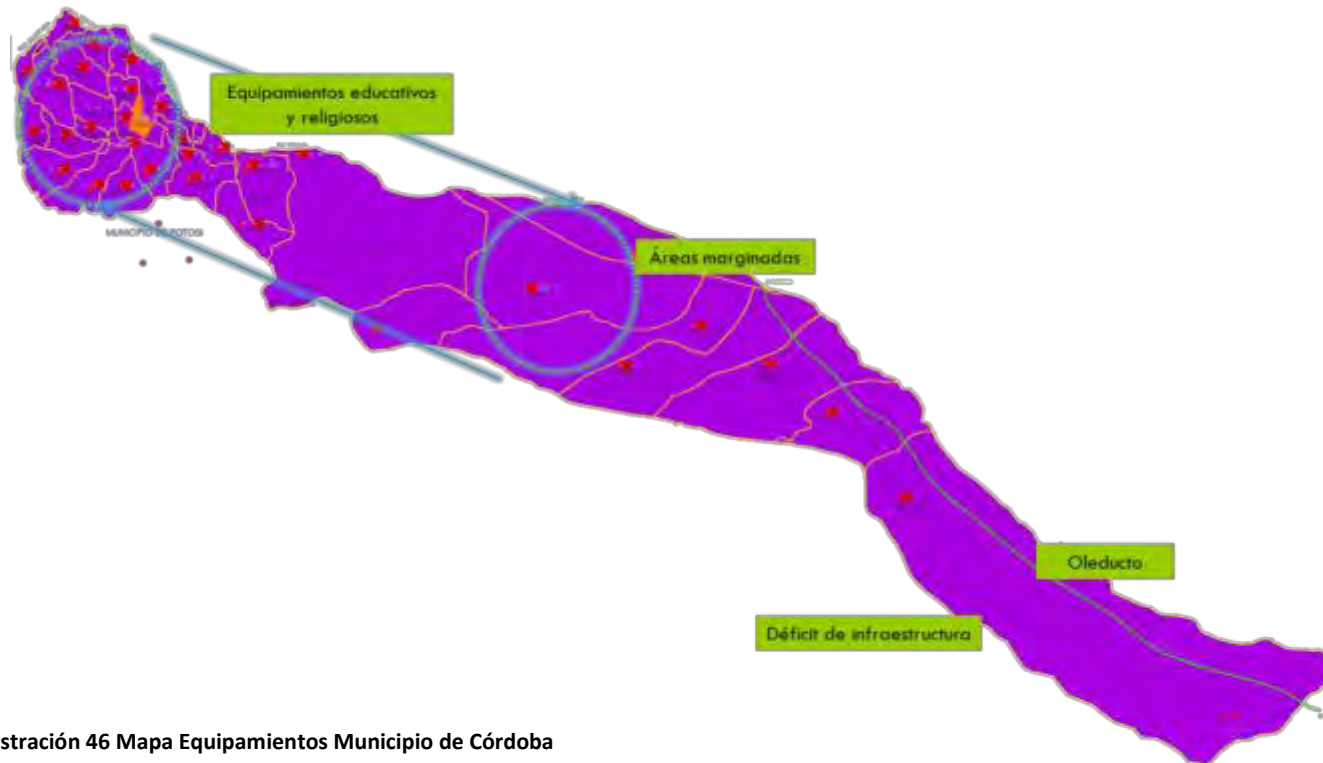 Equipamientos educativos
y religiosos
MUNICIPIO DE POTOSI
Áreas marginadas
Oleducto
Déficit de infraestructura
stración 46 Mapa Equipamientos Municipio de Córdoba